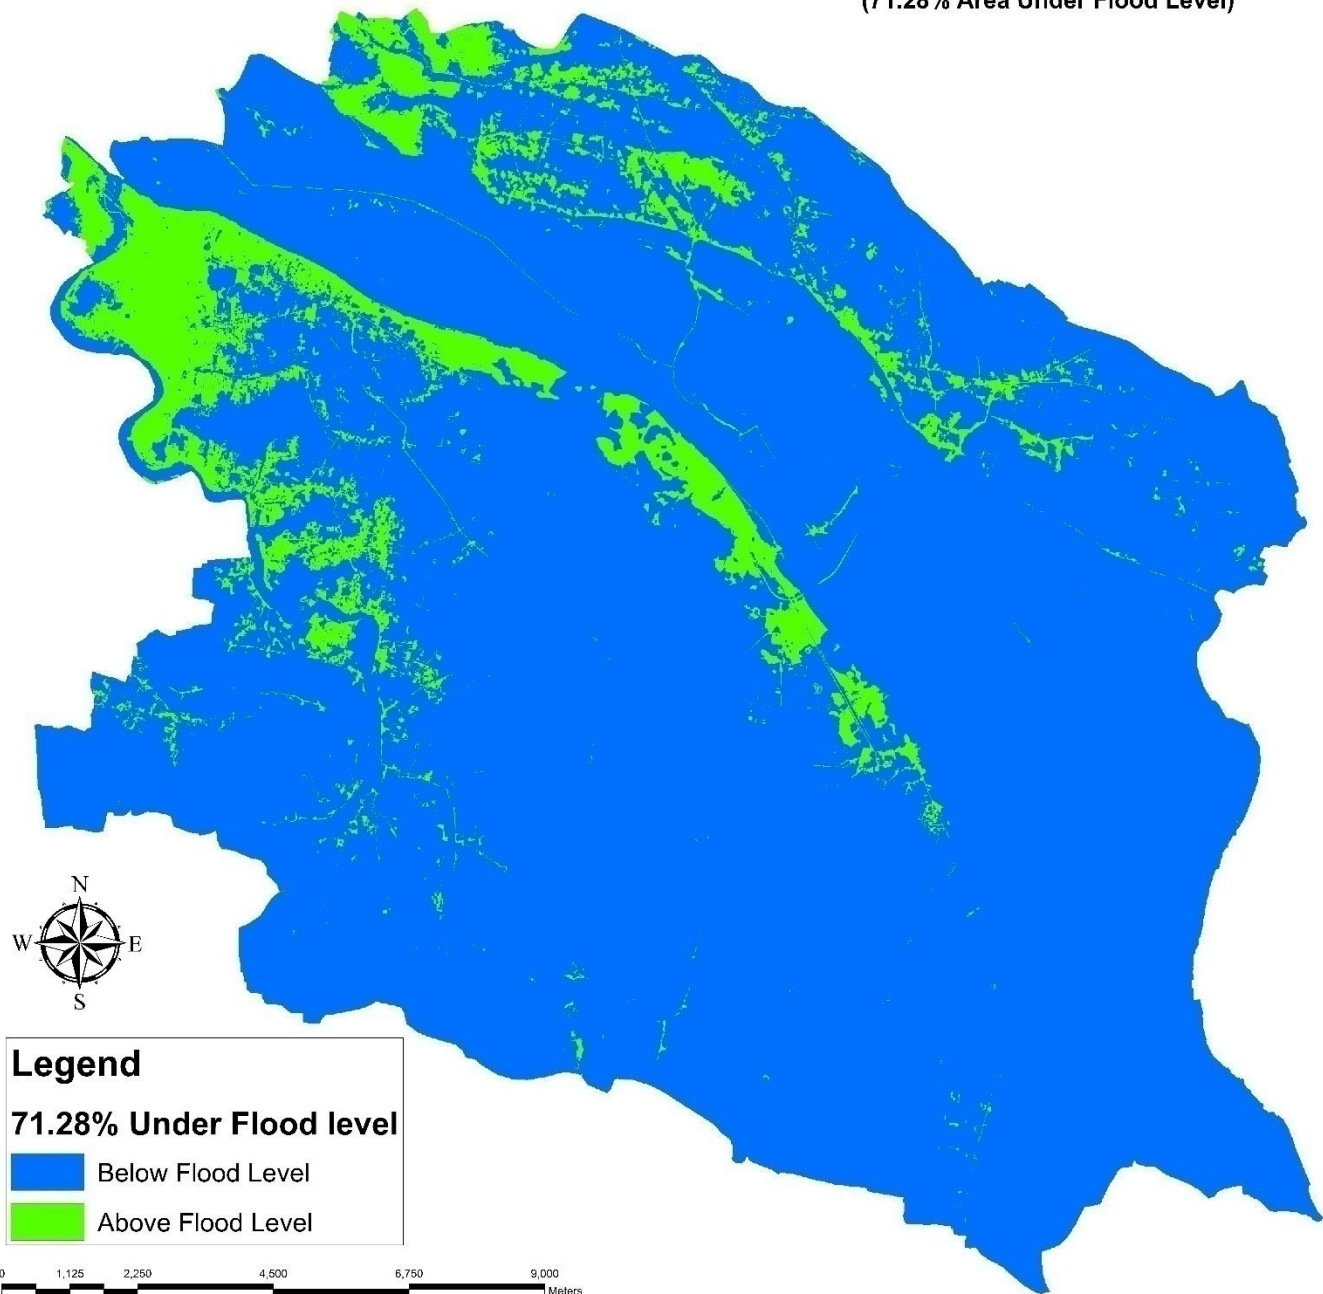 (71.28% Area Under Flood Level)
N
W E
S
Legend
71.28% Under Flood level
Below Flood Level
Above Flood Level
0 1,125 2,250 4,500 6,750 9,000
Meters